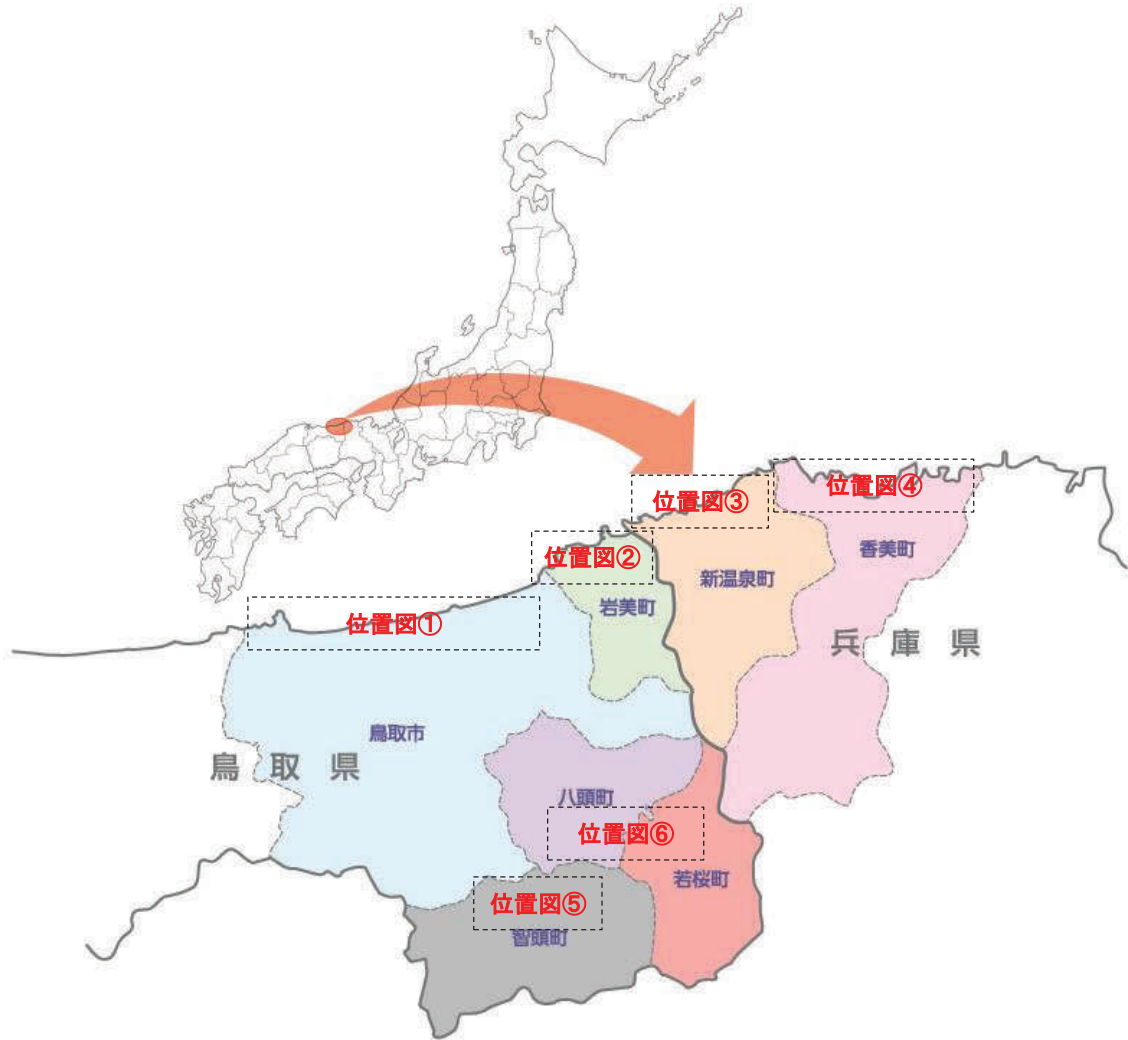 位置図③
位置図④
位置図②
香美町
新温泉町
岩美町
位置図①
兵庫県
鳥取市
鳥取県
八頭町
位置図⑥
若桜町
位置図⑤
智頭町